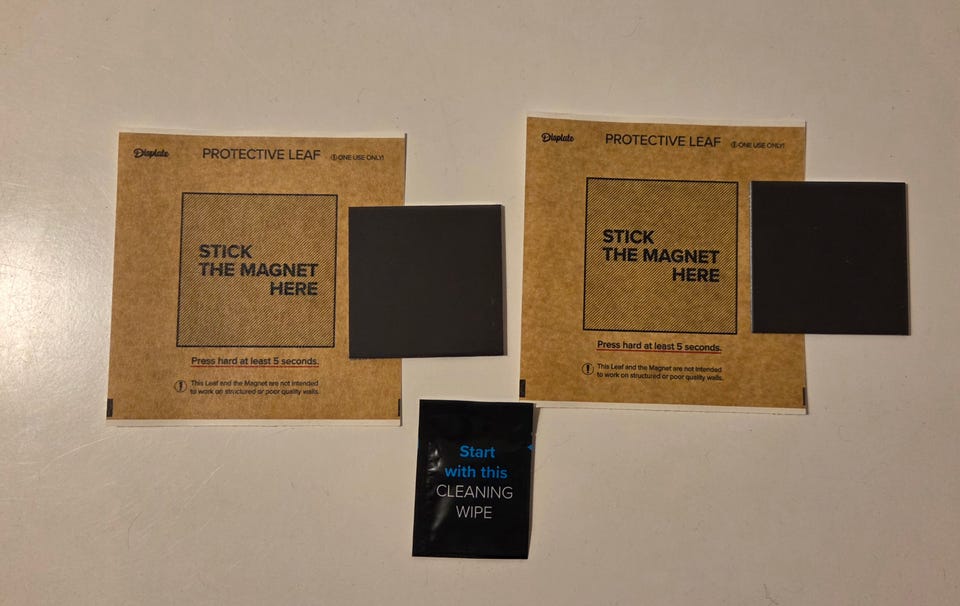 Displate PROTECTIVE LEAF ① ONE USE ONLY!
STICK
THE MAGNET
HERE
Press hard at least 5 seconds.
This Leaf and the Magnet are not intended
to work on structured or poor quality walls.
Displate PROTECTIVE LEAF ① ONE USE ONLY!
STICK
THE MAGNET
HERE
Press hard at least 5 seconds.
This Leaf and the Magnet are not intended
to work on structured or poor quality walls.
Start
with this
CLEANING
WIPE